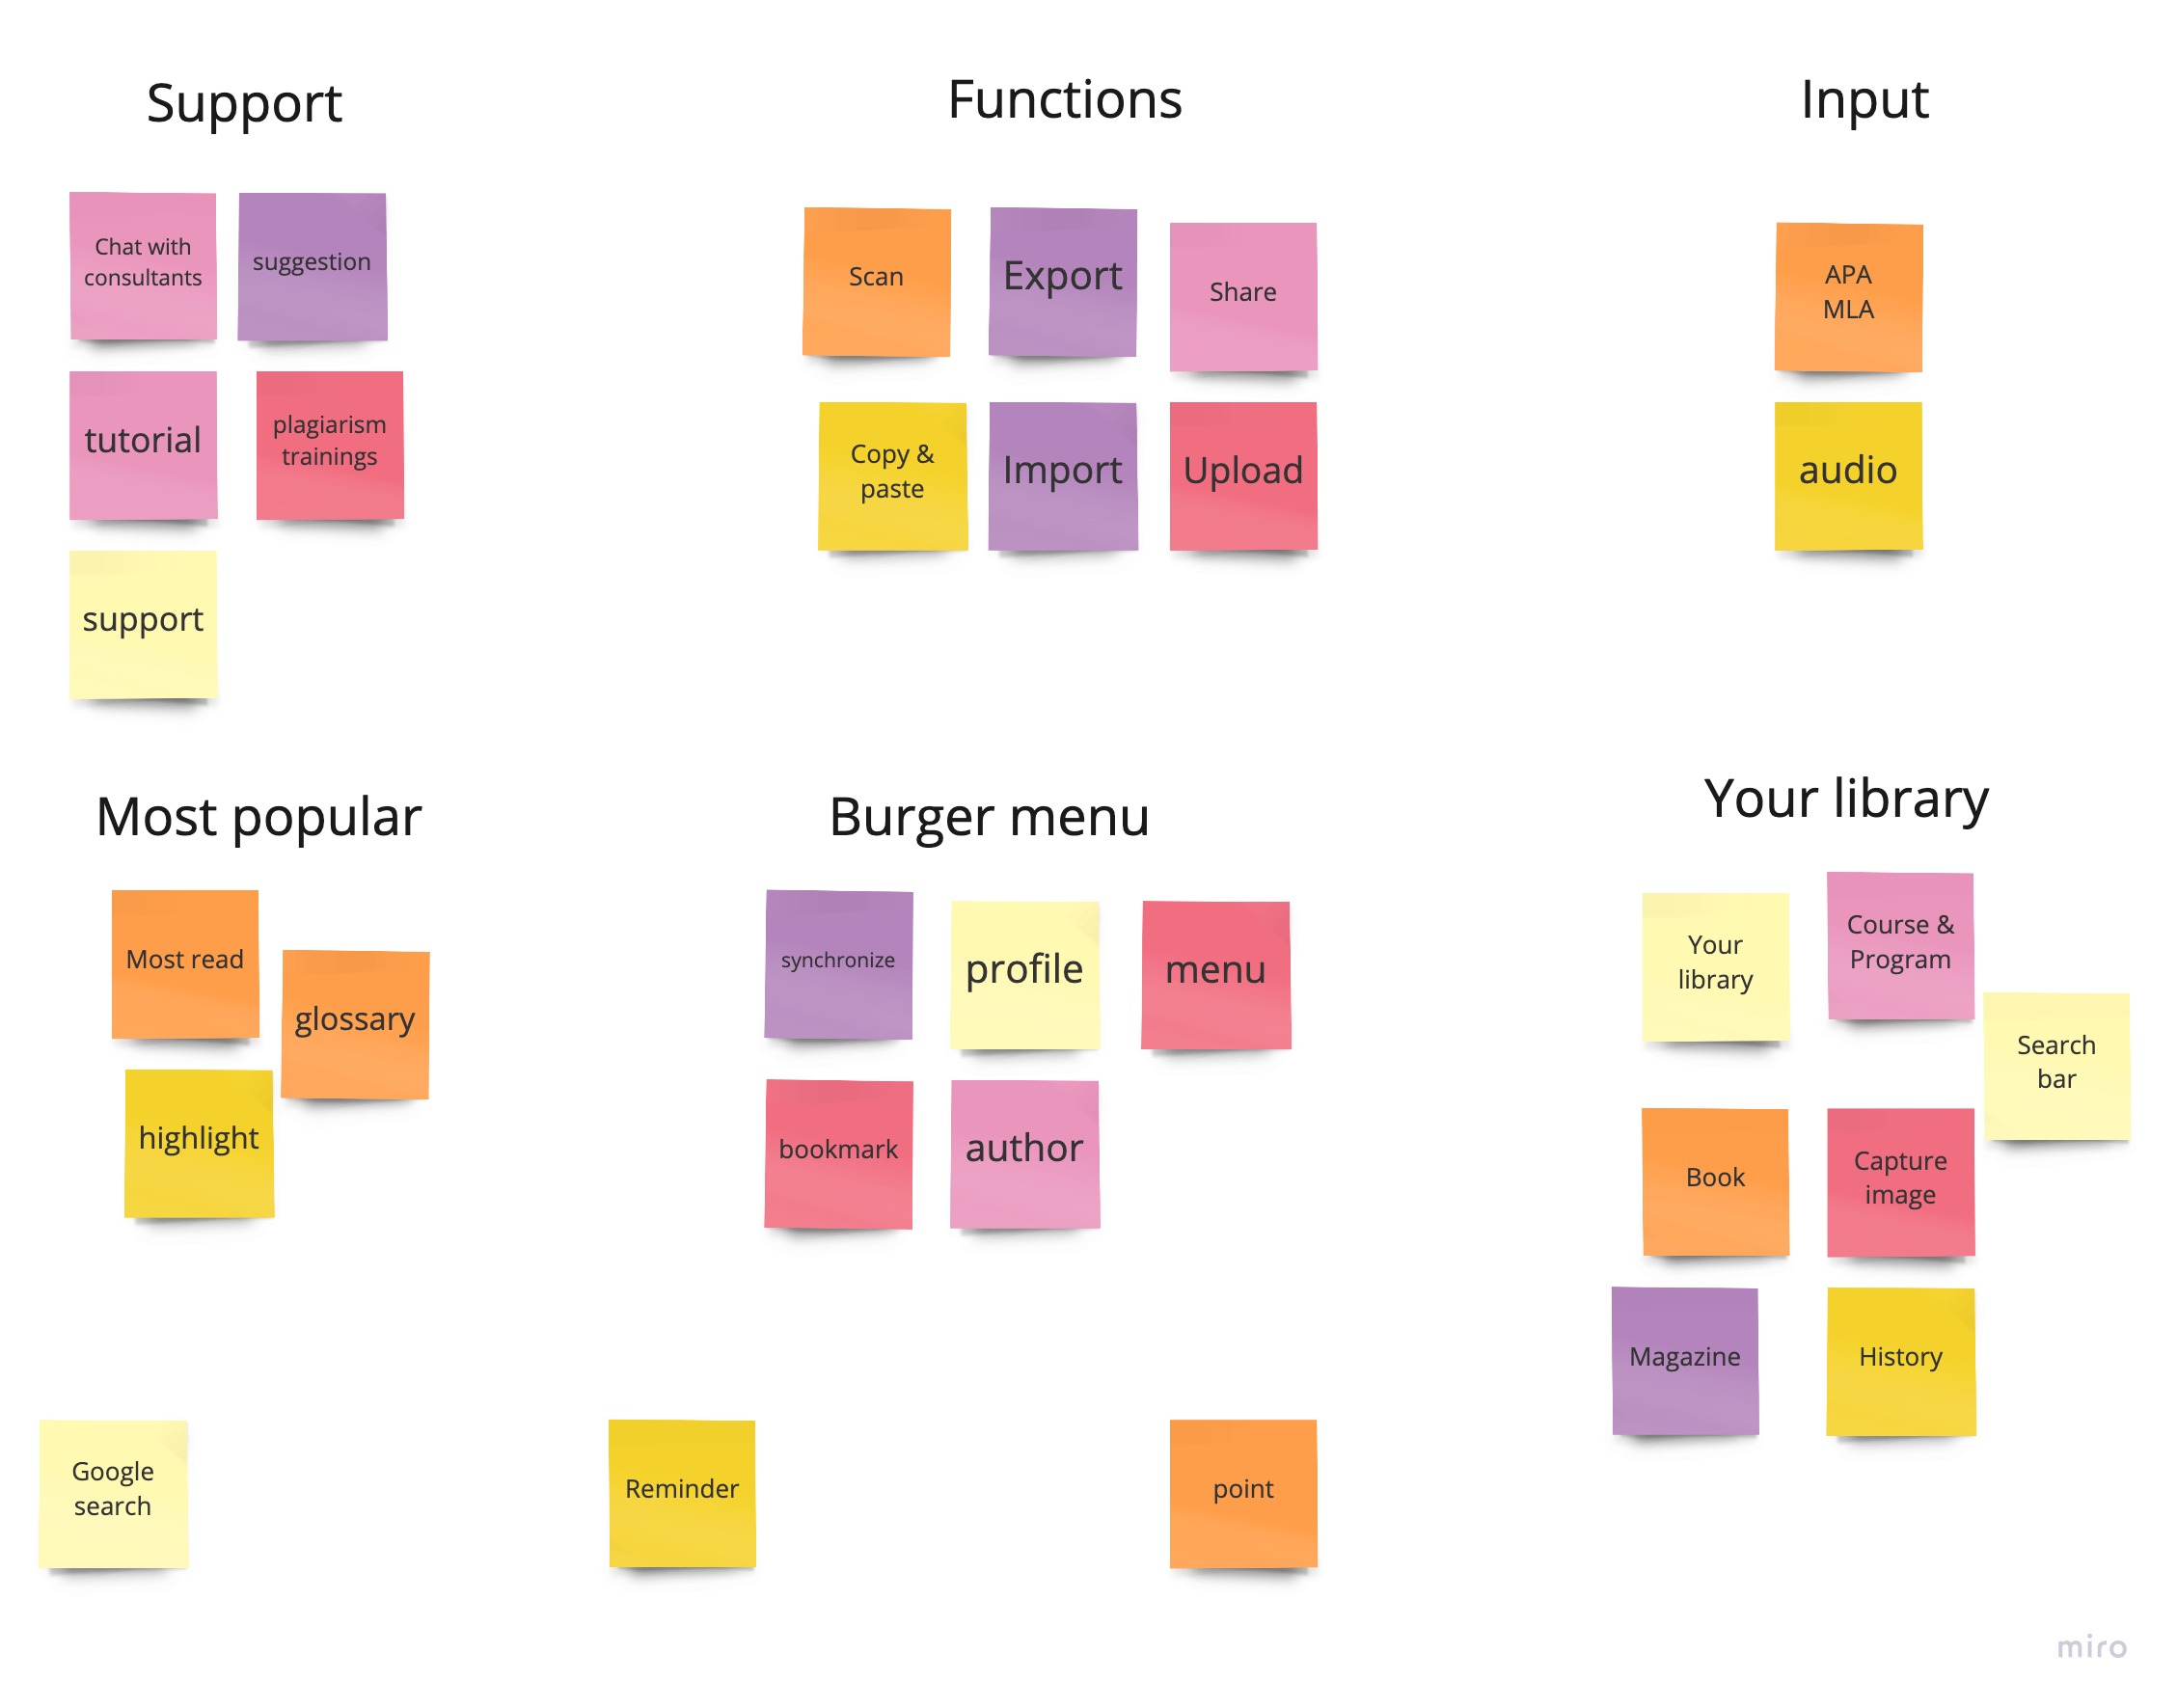 Support
Functions
Input
Chat with
consultants
suggestion
Scan
Export
Share
APA
MLA
tutorial
plagiarism
trainings
Copy &
paste
Import
Upload
audio
support
Most popular
Burger menu
Your library
Most read
glossary
highlight
synchronize
profile
menu
bookmark
author
Your
library
Course &
Program
Search
bar
Book
Capture
image
Magazine
History
Google
search
Reminder
point
miro